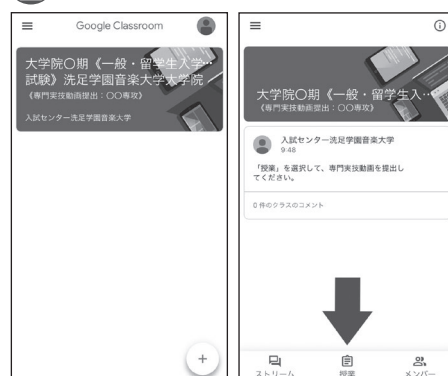 Google Classroom
大学院〇期《一般・留学生入学…
試験》洗足学園音楽大学大学院
《専門実技動画提出：〇〇専攻》
入試センター洗足学園音楽大学
大学院〇期《一般・留学生入…
《専門実技動画提出：〇〇専攻》
入試センター洗足学園音楽大学
9:48
「授業」を選択して、専門実技動画を提出し
てください。
0 件のクラスのコメント
ストリーム
授業
メンバー